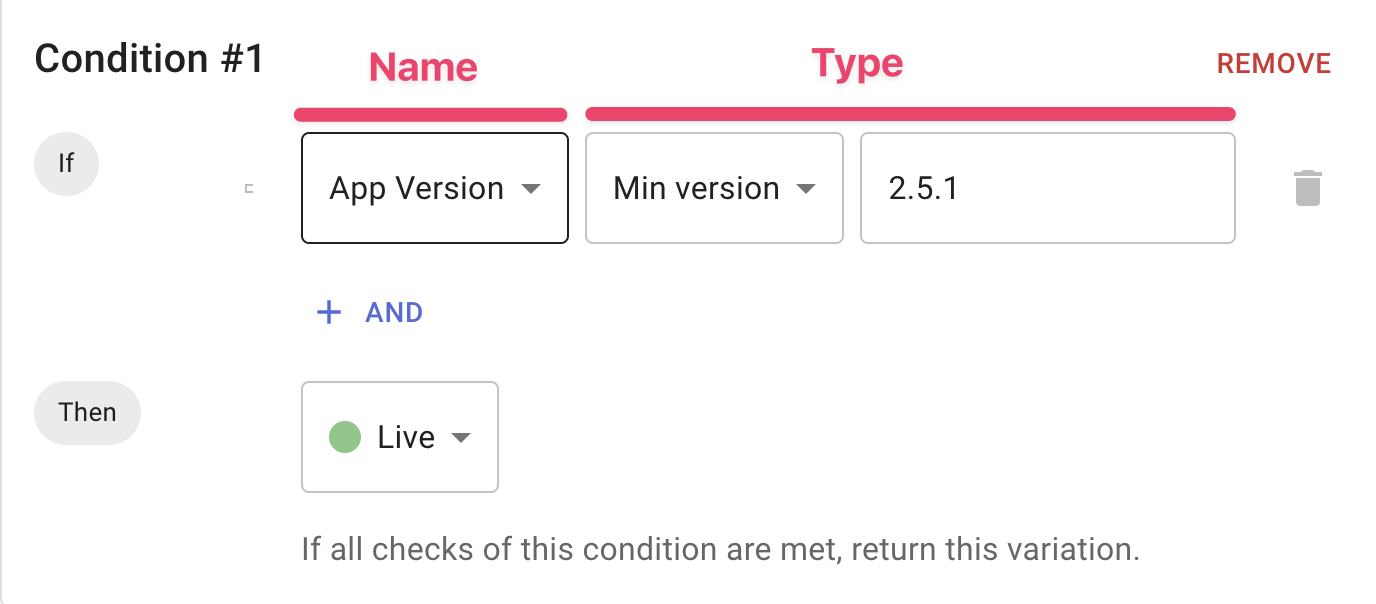 Condition #1
Name
Type
REMOVE
If
App Version
Min version
2.5.1
+ AND
Then
Live
If all checks of this condition are met, return this variation.